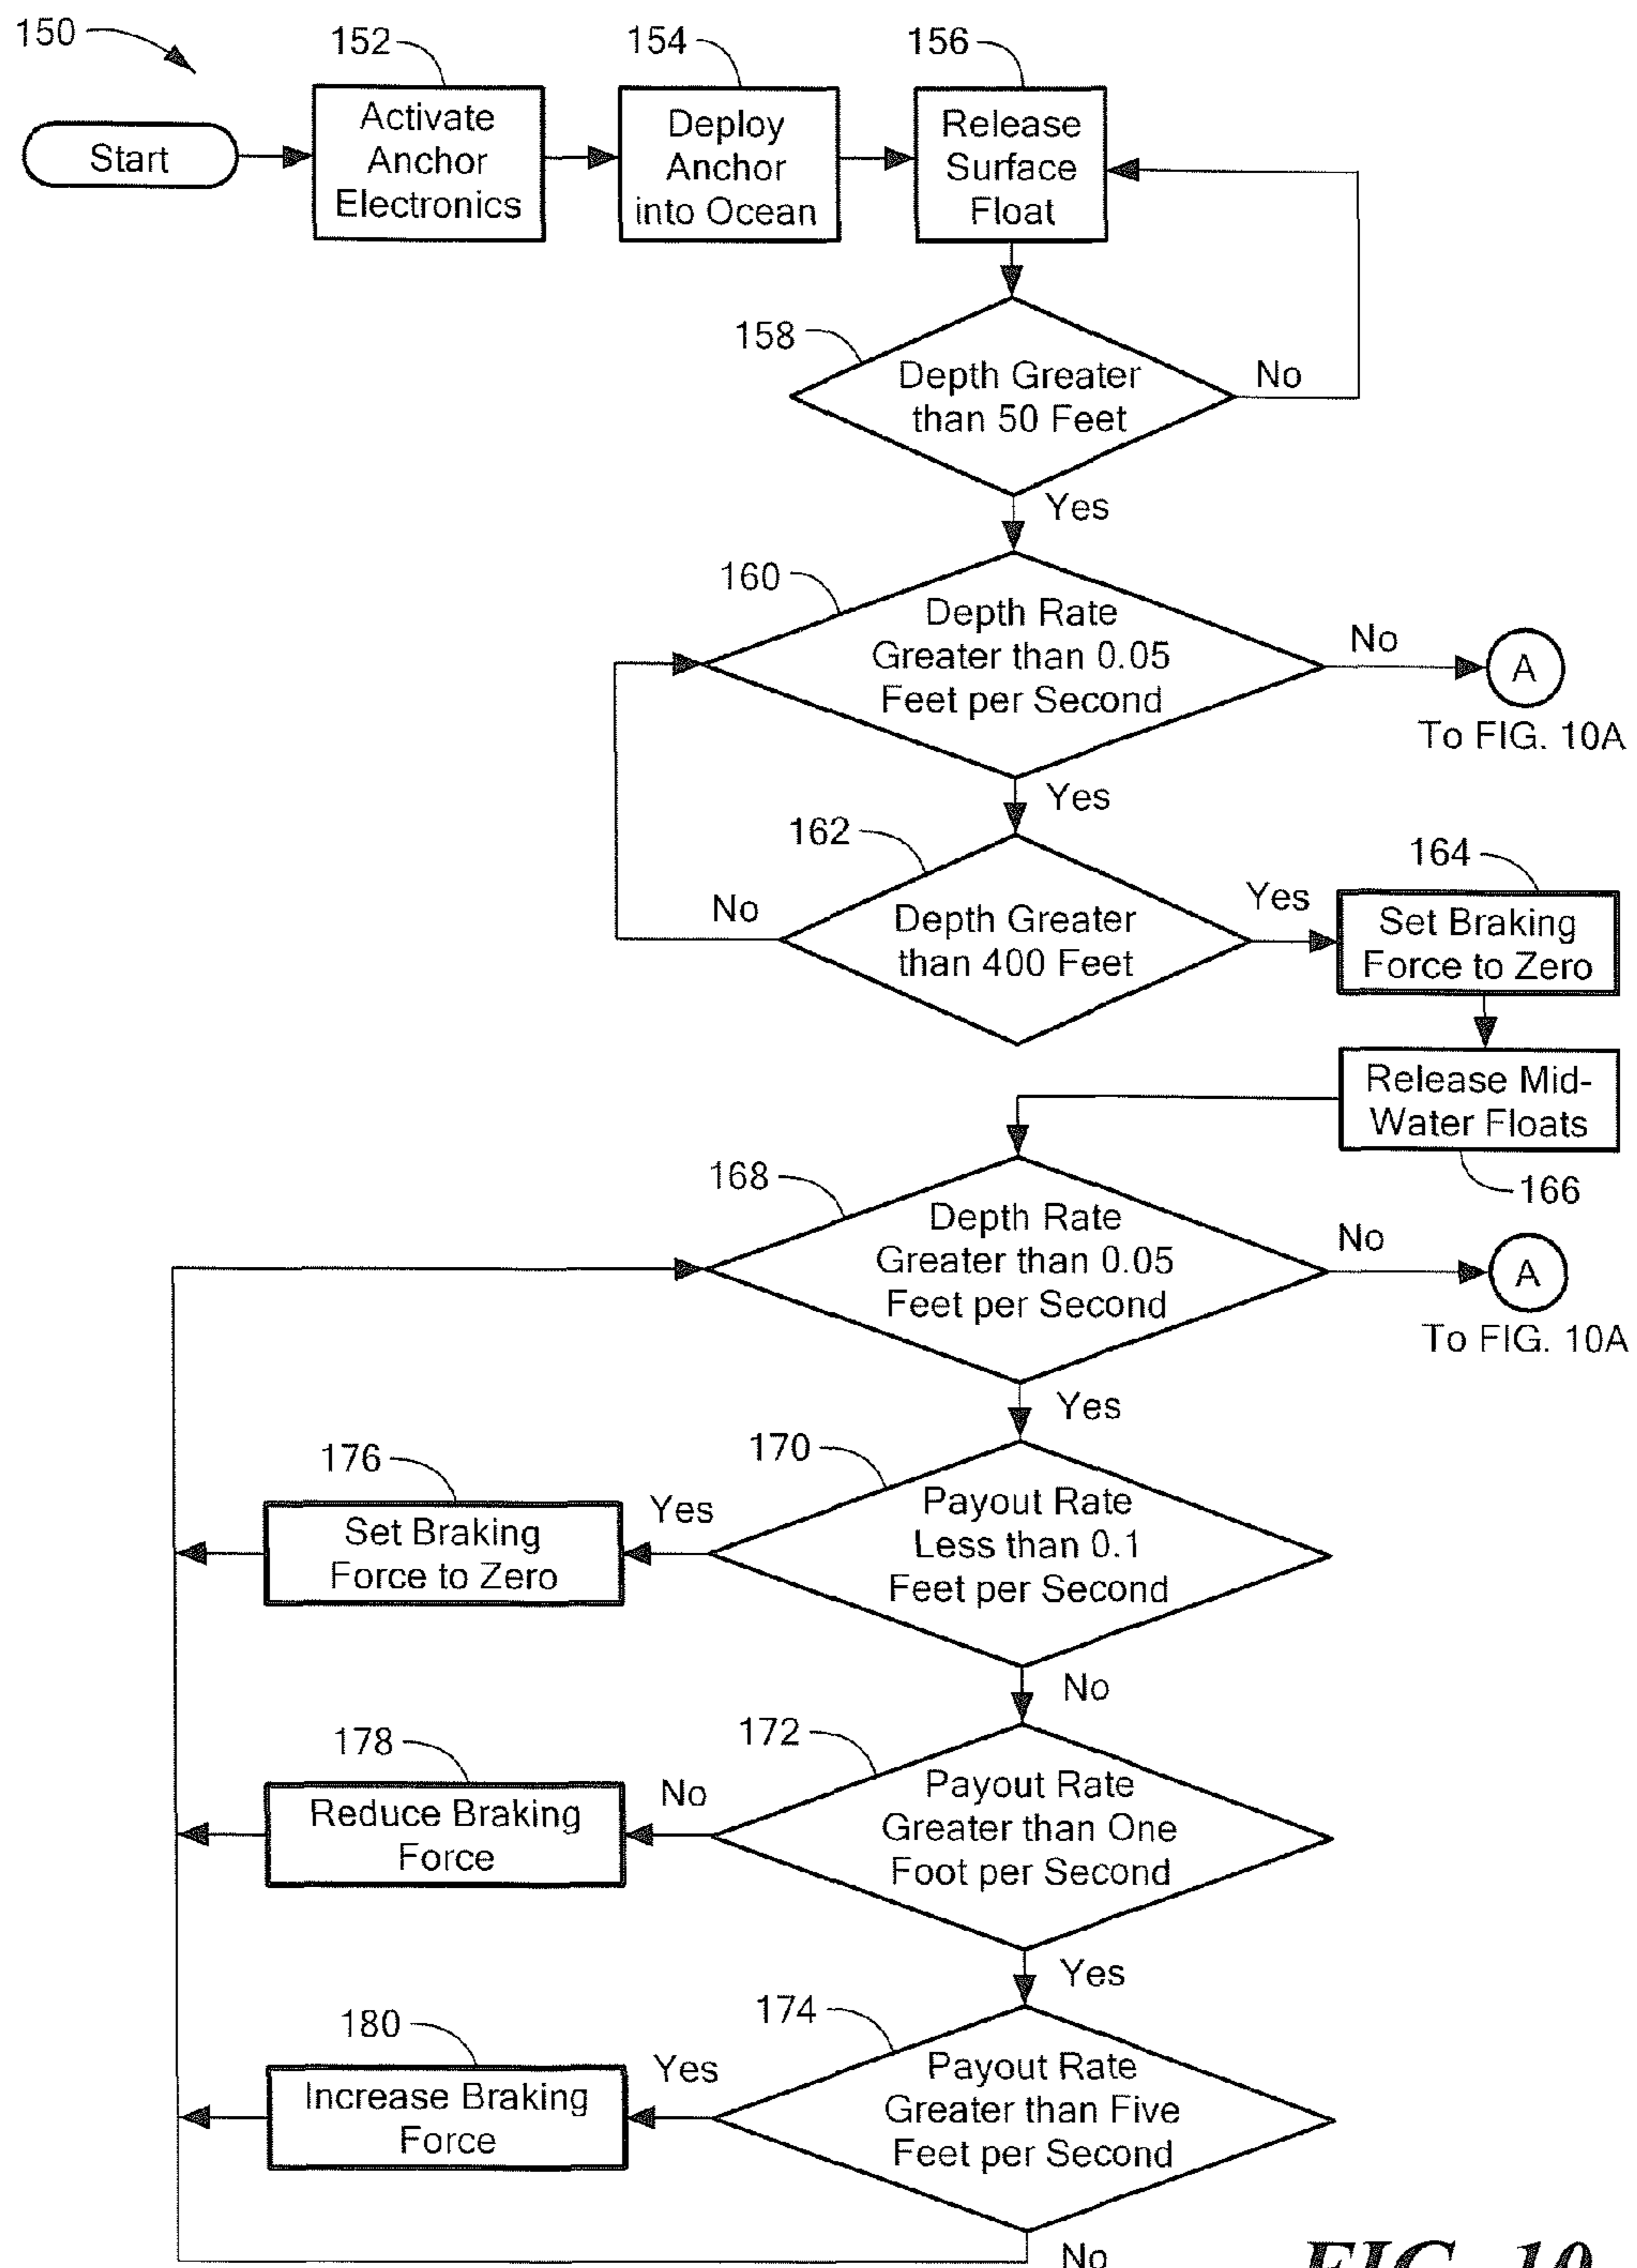 150
152
154
156
Start
Activate
Anchor
Electronics
Deploy
Anchor
into Ocean
Release
Surface
Float
158
Depth Greater
than 50 Feet
No
Yes
160
Depth Rate
Greater than 0.05
Feet per Second
No
A
To FIG. 10A
Yes
162
Depth Greater
than 400 Feet
No
Yes
164
Set Braking
Force to Zero
Release Mid-
Water Floats
166
168
Depth Rate
Greater than 0.05
Feet per Second
No
A
To FIG. 10A
Yes
170
Payout Rate
Less than 0.1
Feet per Second
Yes
176
Set Braking
Force to Zero
No
172
Payout Rate
Greater than One
Foot per Second
No
178
Reduce Braking
Force
Yes
174
Payout Rate
Greater than Five
Feet per Second
Yes
180
Increase Braking
Force
No
FIG. 10